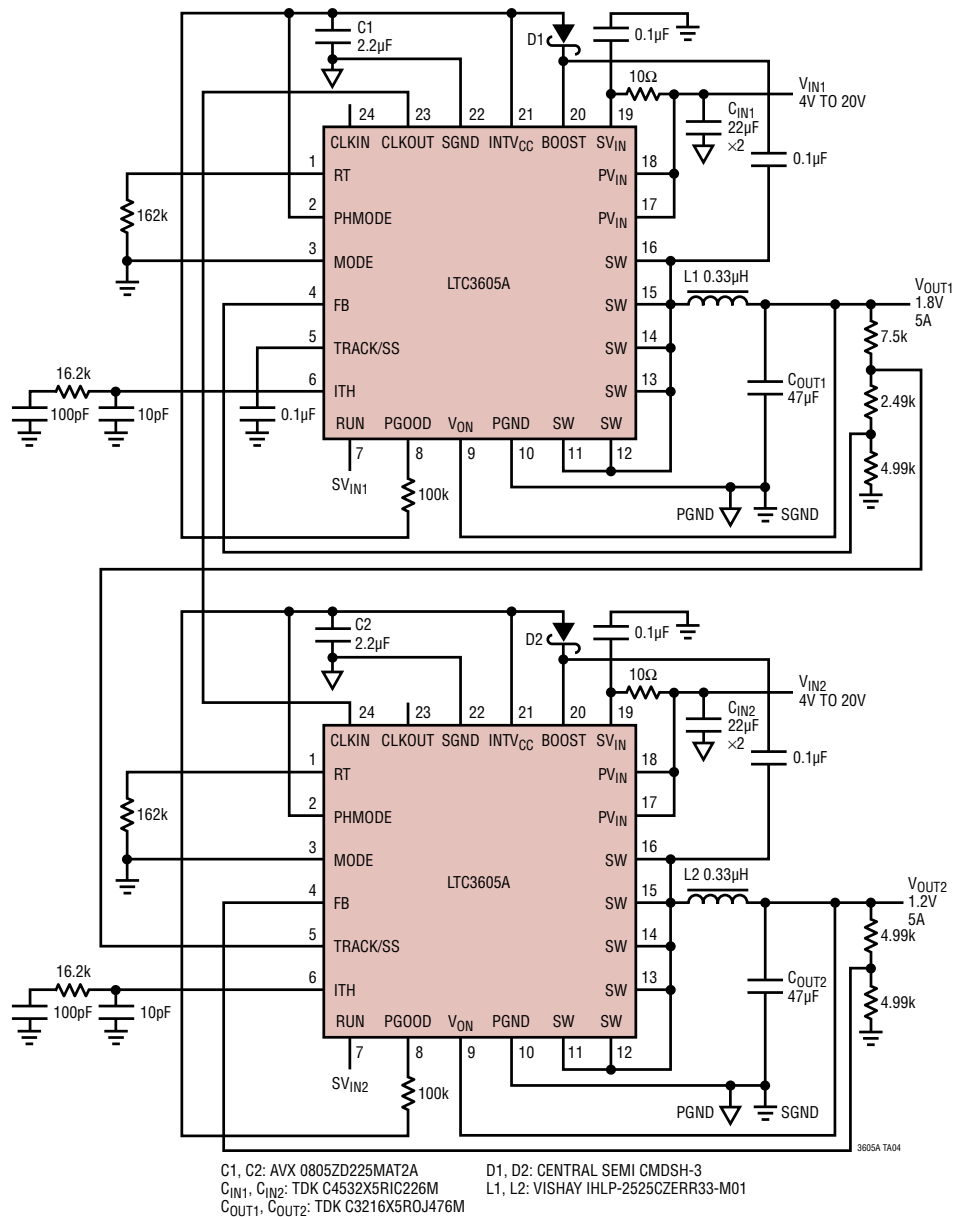 C1
2.2µF
D1
0.1µF
10Ω
VIN1
4V TO 20V
CIN1
22µF
×2
0.1µF
24 23 22 21 20 19
CLKIN CLKOUT SGND INTVCC BOOST SVIN
1 RT
PVIN 18
162k
2 PHMODE
PVIN 17
3 MODE
SW 16
LTC3605A
4 FB
SW 15
L1 0.33µH
VOUT1
1.8V
5A
7.5k
5 TRACK/SS
SW 14
16.2k
6 ITH
SW 13
COUT1
47µF
2.49k
100pF
10pF
0.1µF
RUN PGOOD VON PGND SW SW
7 8 9 10 11 12
4.99k
SVIN1
100k
PGND
SGND
C2
2.2µF
D2
0.1µF
10Ω
VIN2
4V TO 20V
CIN2
22µF
×2
0.1µF
24 23 22 21 20 19
CLKIN CLKOUT SGND INTVCC BOOST SVIN
1 RT
PVIN 18
162k
2 PHMODE
PVIN 17
3 MODE
SW 16
LTC3605A
4 FB
SW 15
L2 0.33µH
VOUT2
1.2V
5A
4.99k
5 TRACK/SS
SW 14
16.2k
6 ITH
SW 13
COUT2
47µF
4.99k
100pF
10pF
RUN PGOOD VON PGND SW SW
7 8 9 10 11 12
SVIN2
100k
PGND
SGND
3605A TA04
C1, C2: AVX 0805ZD225MAT2A
CIN1, CIN2: TDK C4532X5RIC226M
COUT1, COUT2: TDK C3216X5ROJ476M
D1, D2: CENTRAL SEMI CMDSH-3
L1, L2: VISHAY IHLP-2525CZERR33-M01